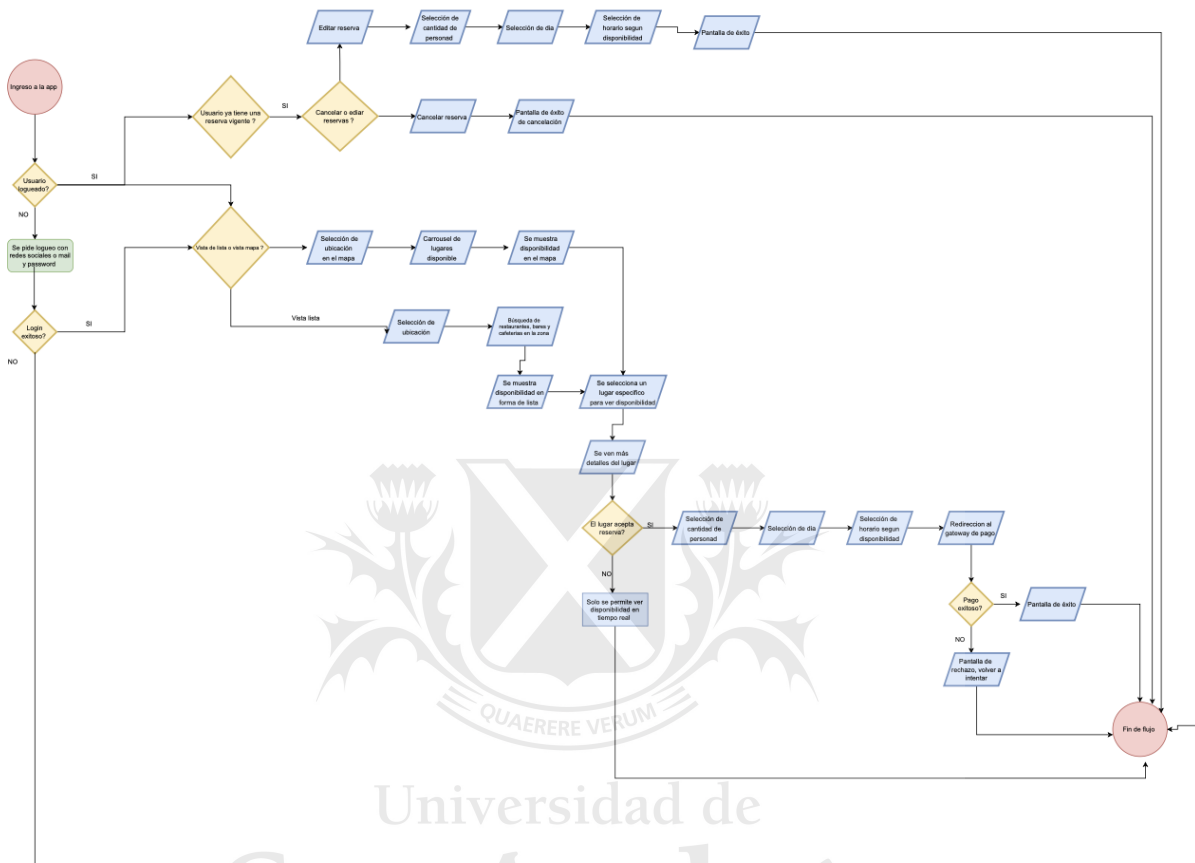 Editar reserva
Selección de
cantidad de
personad
Selección de dia
Selección de
horario segun
disponibilidad
Pantalla de éxito
Ingreso a la app
Usuario ya tiene una
reserva vigente ?
SI
Cancelar o ediar
reservas ?
Cancelar reserva
Pantalla de éxito
de cancelación
Usuario
logueado?
SI
NO
Se pide logueo con
redes sociales o mail
y password
Vista de lista o vista mapa ?
Selección de
ubicación
en el mapa
Carrousel de
lugares
disponible
Se muestra
disponibilidad
en el mapa
Login
exitoso?
SI
NO
Vista lista
Selección de
ubicación
Búsqueda de
restaurantes, bares y
cafeterias en la zona
Se muestra
disponibilidad en
forma de lista
Se selecciona un
lugar especifico
para ver disponibilidad
Se ven más
detalles del lugar
El lugar acepta
reserva?
SI
Selección de
cantidad de
personad
Selección de dia
Selección de
horario segun
disponibilidad
Redireccion al
gateway de pago
NO
Solo se permite ver
disponibilidad en
tiempo real
Pago
exitoso?
SI
Pantalla de éxito
NO
Pantalla de
rechazo, volver a
intentar
Fin de flujo
QUAERERE VERUM
Universidad de